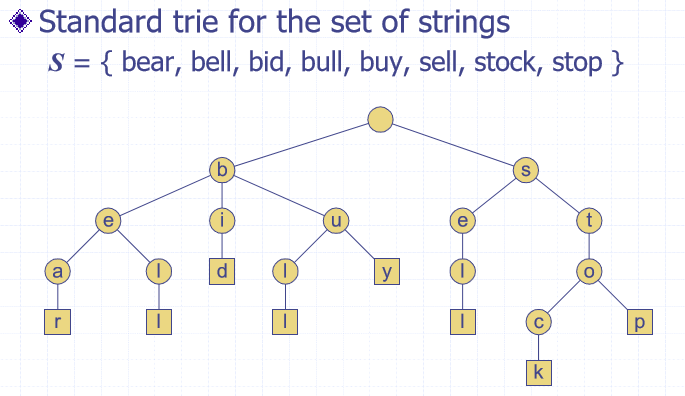 Standard trie for the set of strings
S = { bear, bell, bid, bull, buy, sell, stock, stop }
b s
e i u e t
a l d l y l o
r l l l c p
k